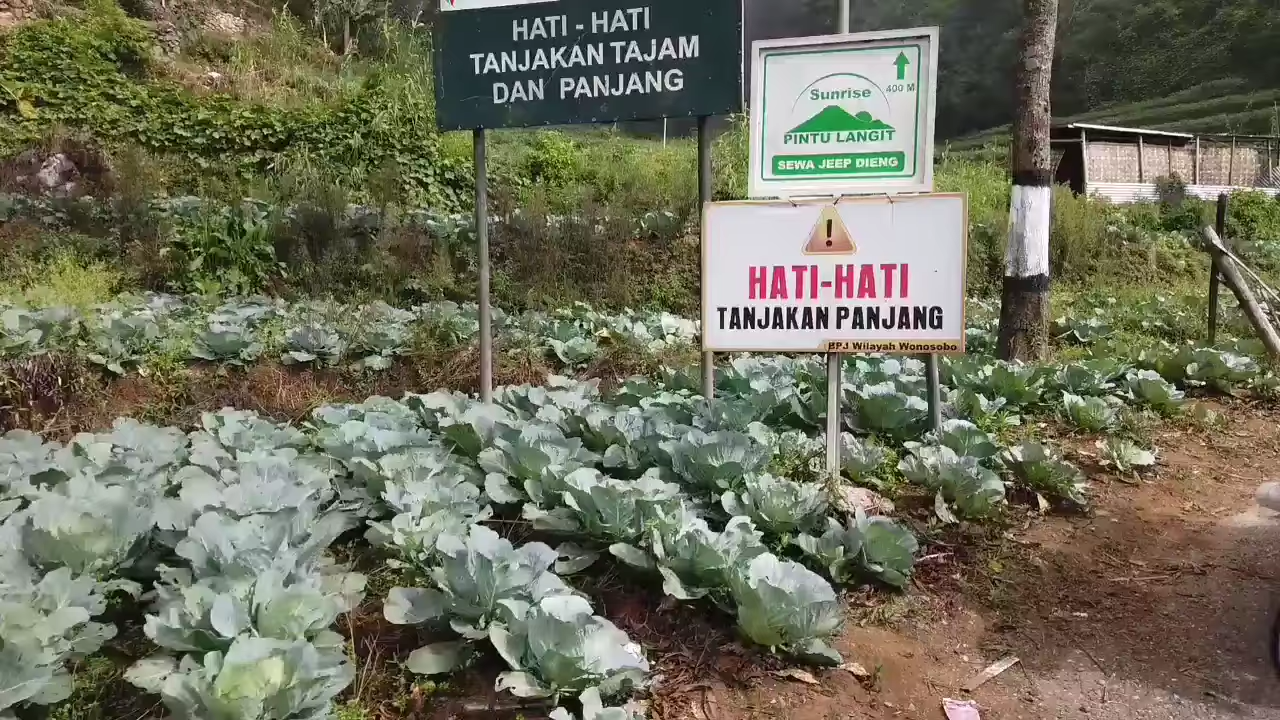 HATI - HATI
TANJAKAN TAJAM
DAN PANJANG
400 M
Sunrise
PINTU LANGIT
SEWA JEEP DIENG
!
HATI-HATI
TANJAKAN PANJANG
BPJ Wilayah Wonosobo